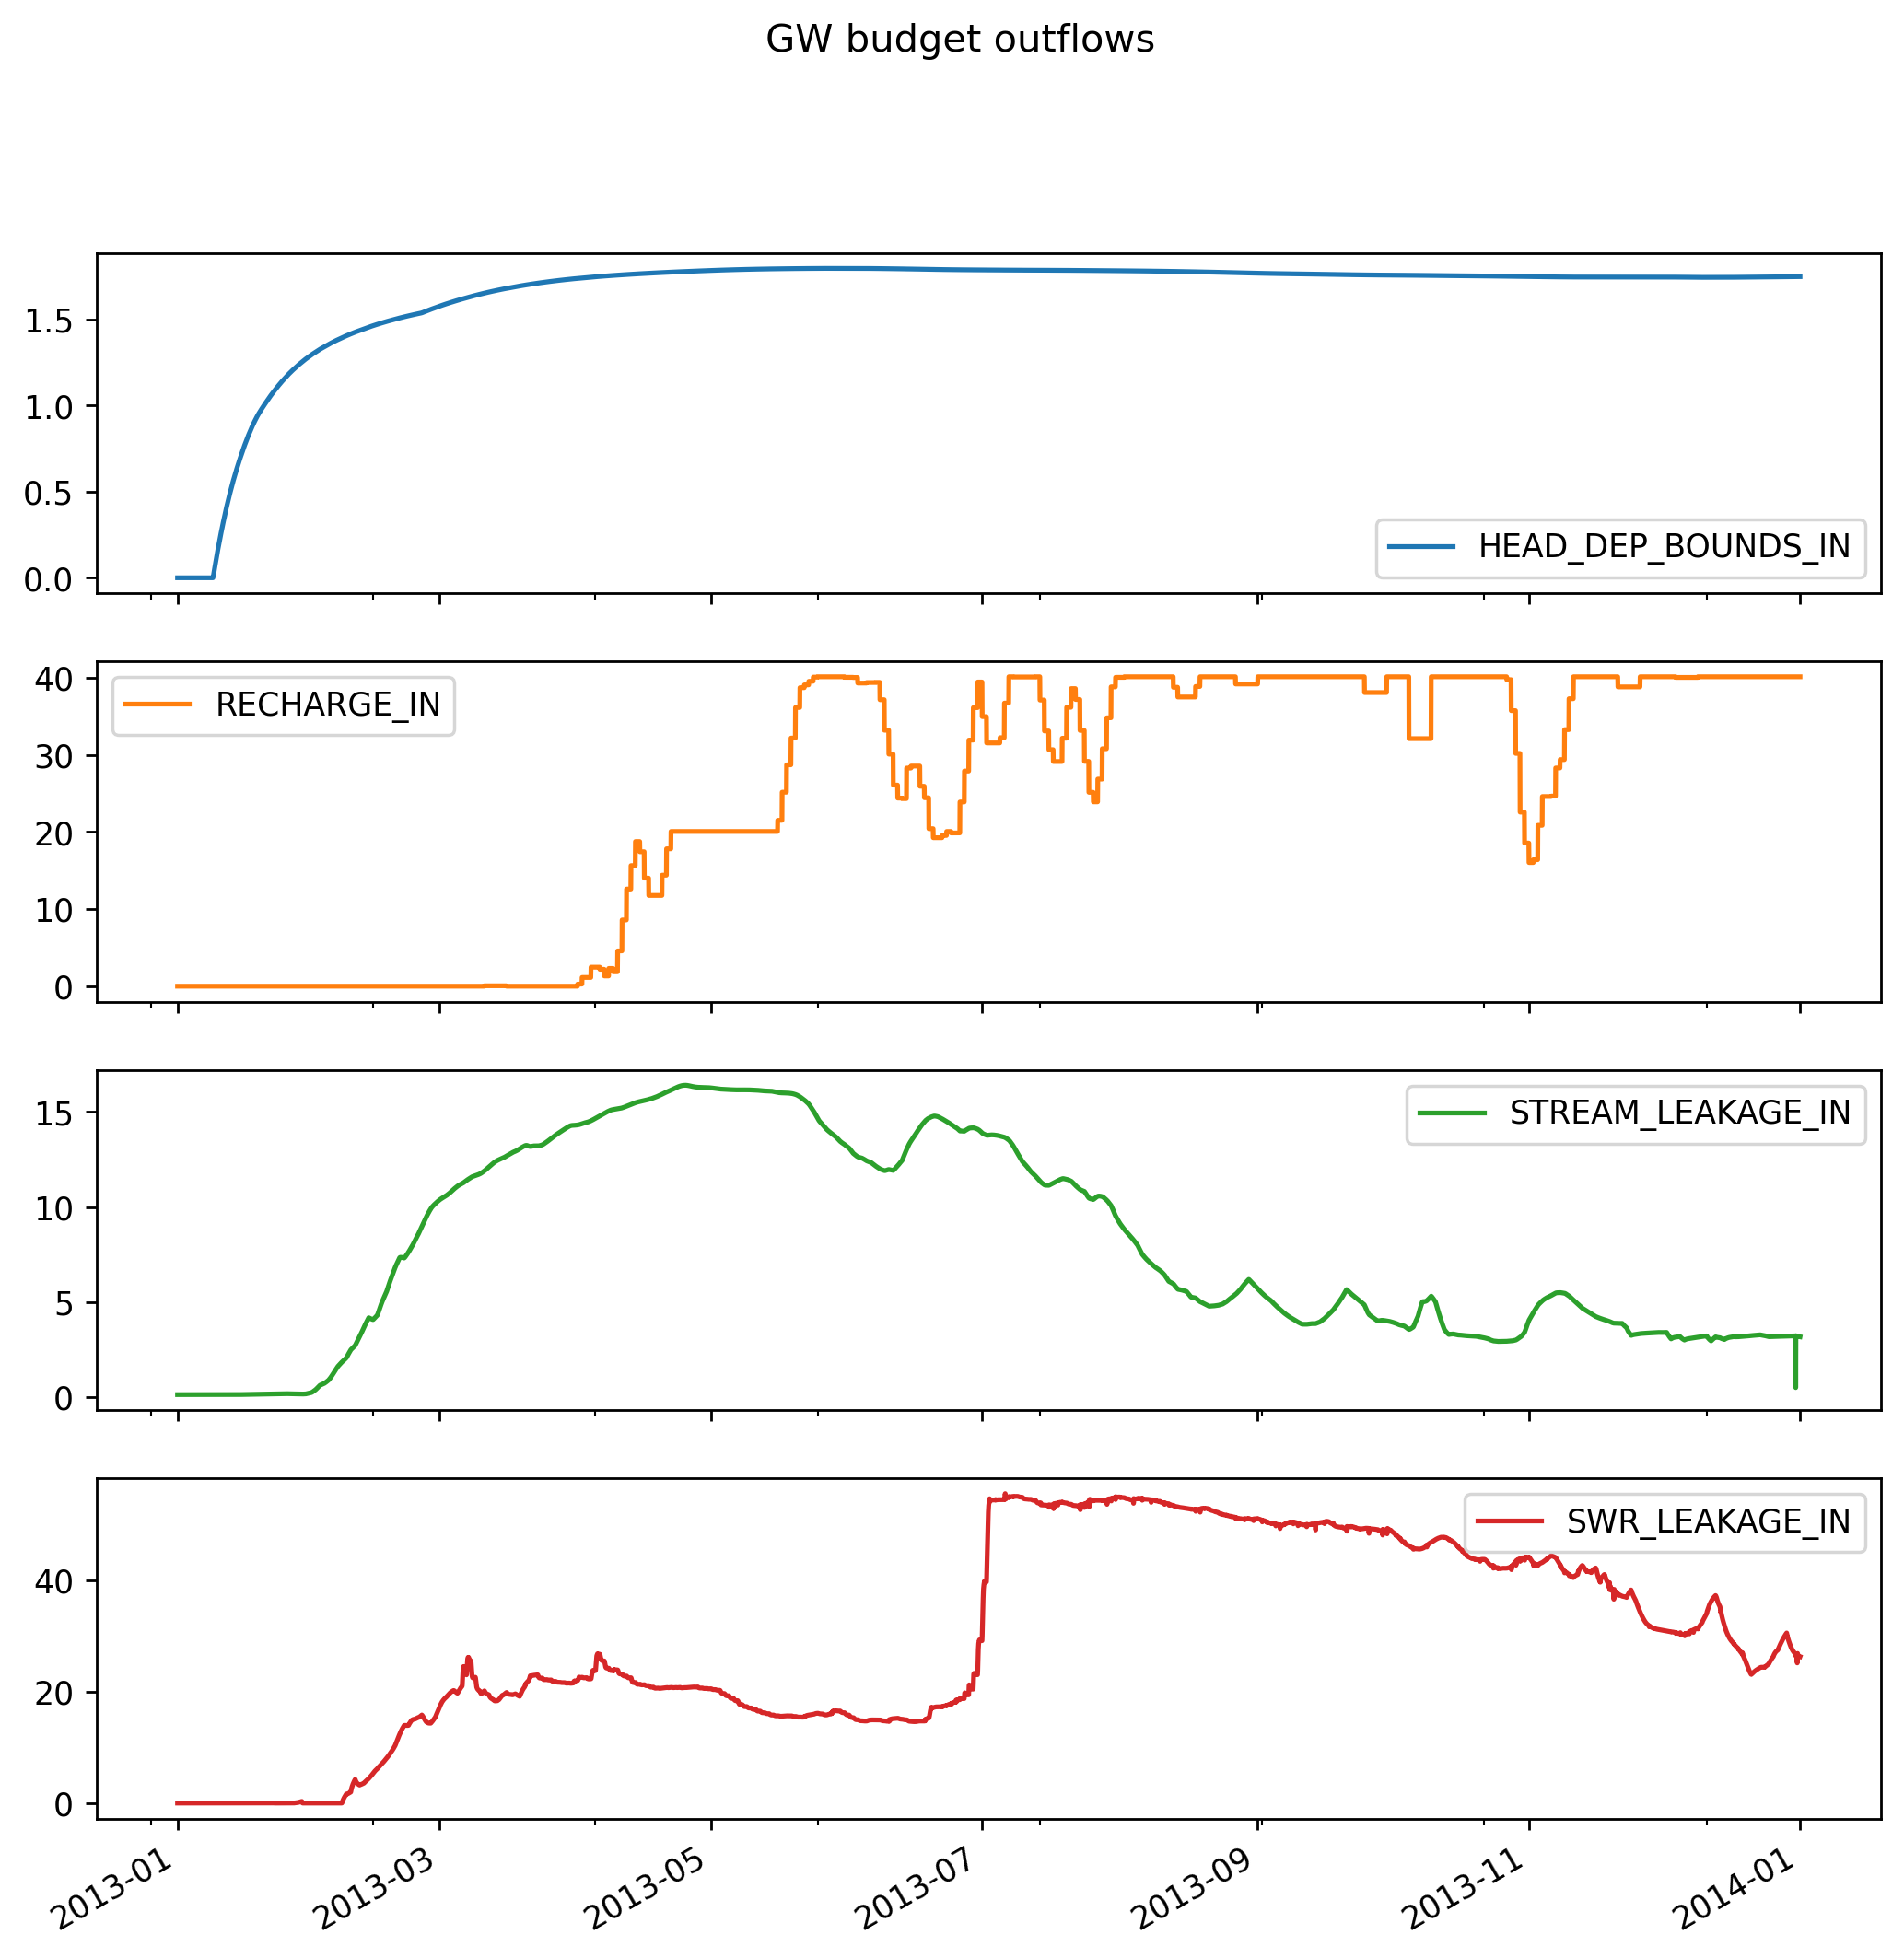 GW budget outflows
1.5
1.0
0.5
0.0
HEAD_DEP_BOUNDS_IN
40
30
20
10
0
RECHARGE_IN
15
10
5
0
STREAM_LEAKAGE_IN
40
20
0
SWR_LEAKAGE_IN
2013-01 2013-03 2013-05 2013-07 2013-09 2013-11 2014-01